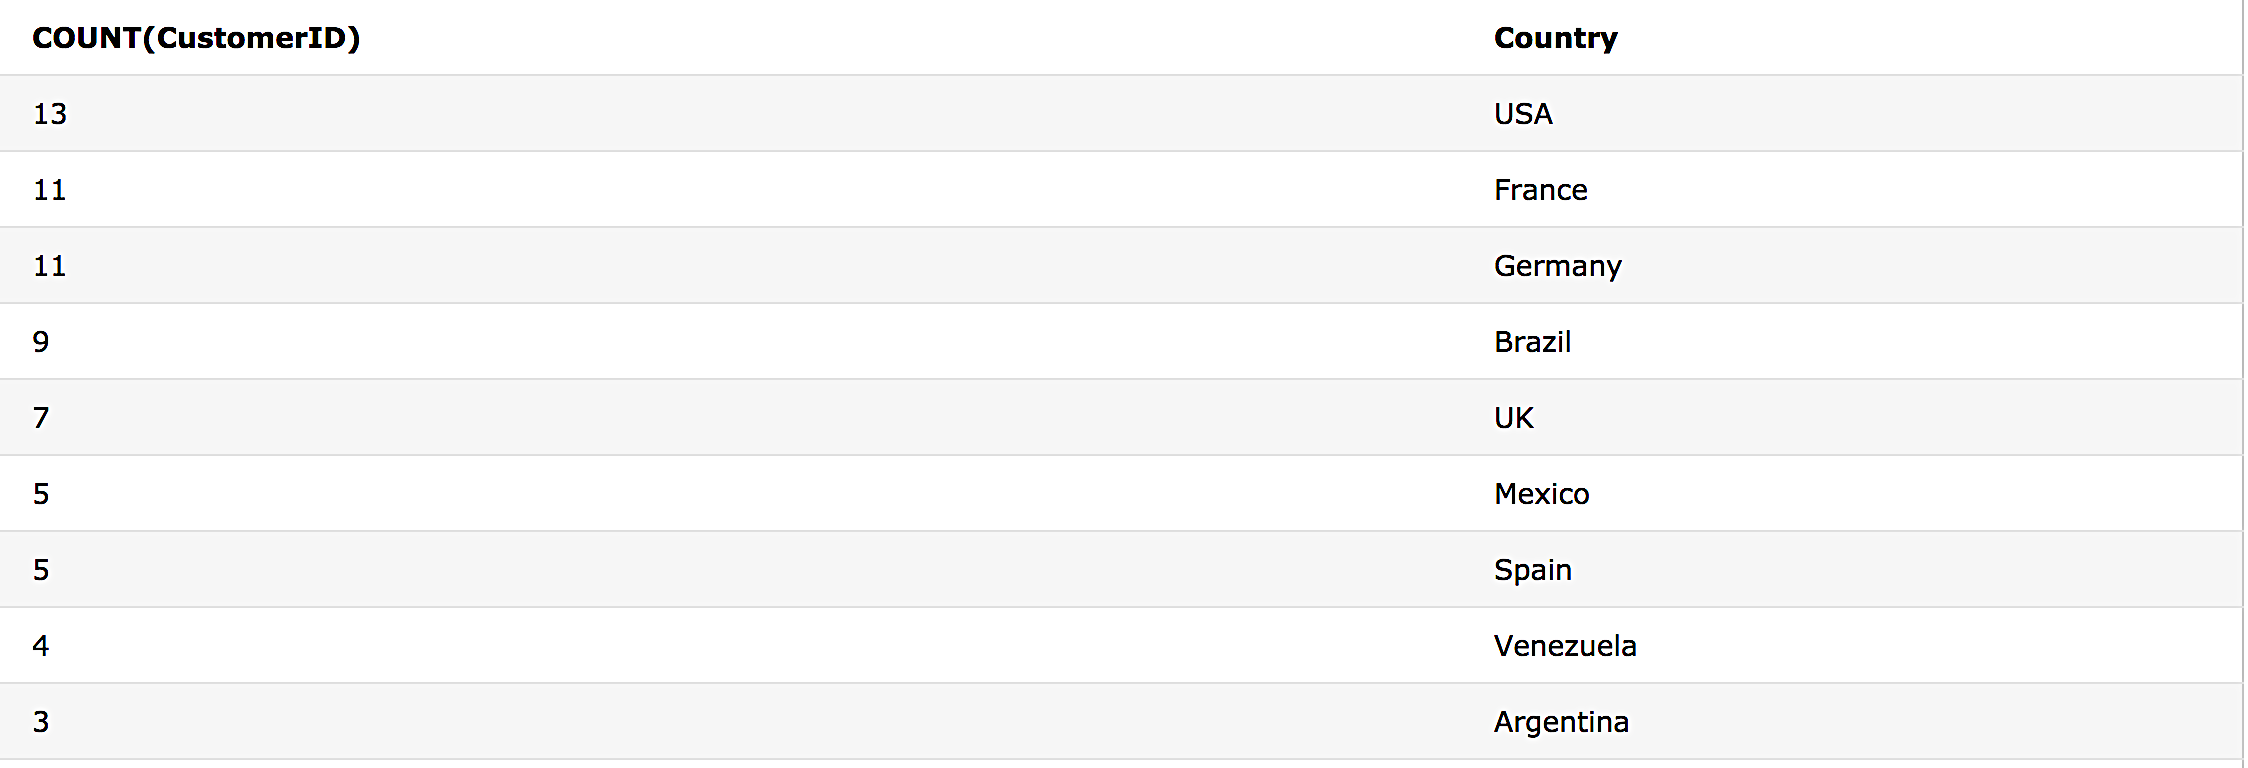 COUNT(CustomerID) Country
13 USA
11 France
11 Germany
9 Brazil
7 UK
5 Mexico
5 Spain
4 Venezuela
3 Argentina